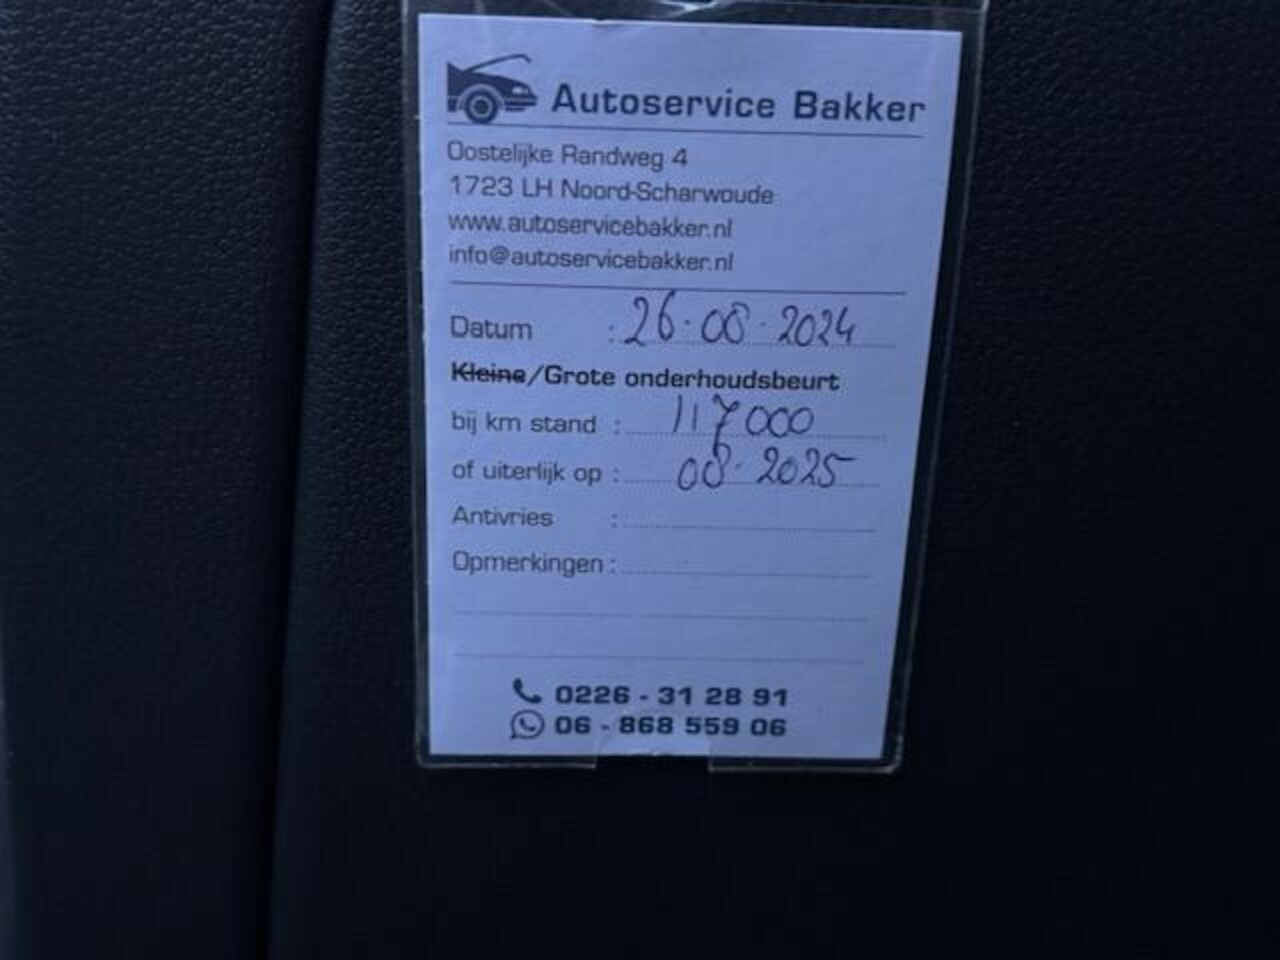 Autoservice Bakker
Oostelijke Randweg 4
1723 LH Noord-Scharwoude
www.autoservicebakker.nl
info@autoservicebakker.nl
Datum : 26-08-2024
Kleine/Grote onderhoudsbeurt
bij km stand : 117000
of uiterlijk op : 08-2025
Antivries :
Opmerkingen :
0226 - 31 28 91
06 - 868 559 06